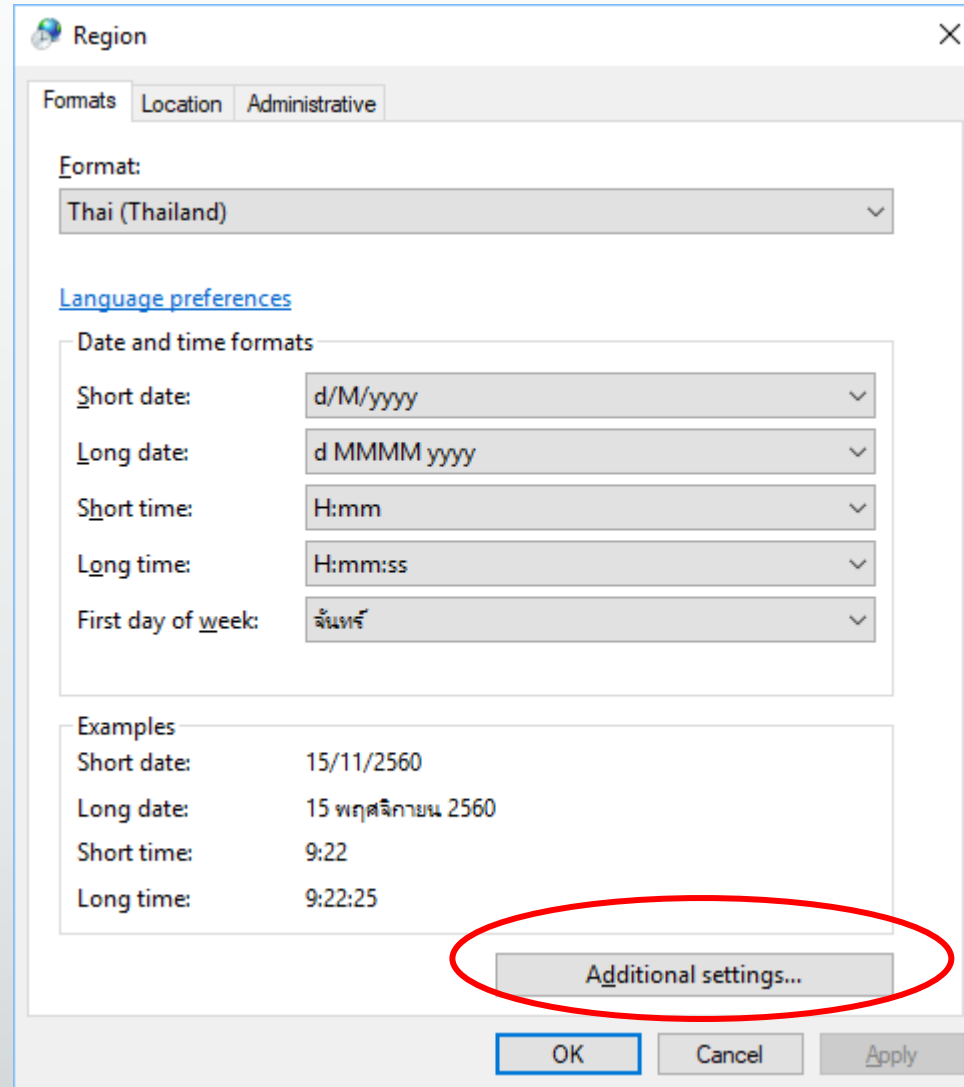 Region
Formats Location Administrative
Format:
Thai (Thailand)
Language preferences
Date and time formats
Short date: d/M/yyyy
Long date: d MMMM yyyy
Short time: H:mm
Long time: H:mm:ss
First day of week: จันทร์
Examples
Short date: 15/11/2560
Long date: 15 พฤศจิกายน 2560
Short time: 9:22
Long time: 9:22:25
Additional settings...
OK Cancel Apply